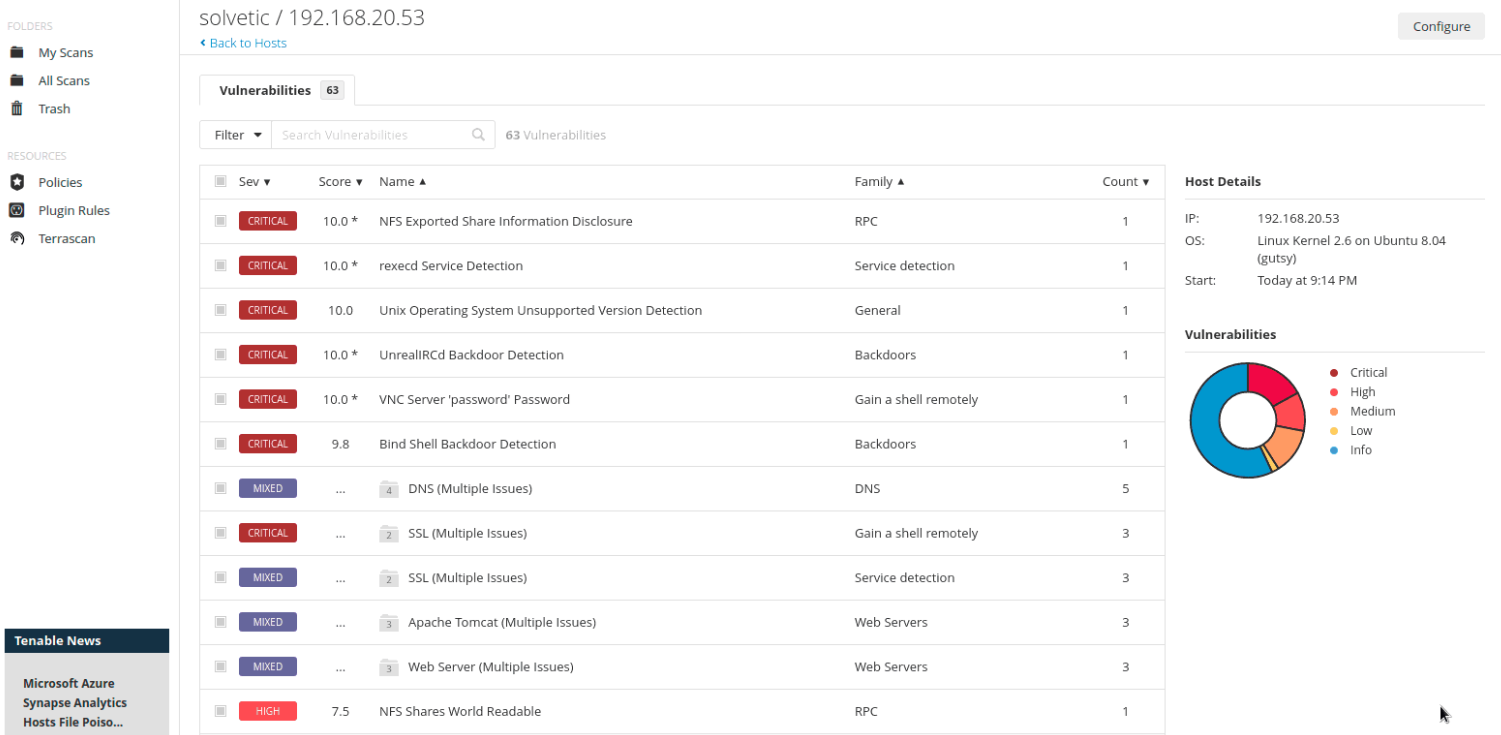 solvetic / 192.168.20.53
Back to Hosts
Configure
FOLDERS
My Scans
All Scans
Trash
RESOURCES
Policies
Plugin Rules
Terrascan
Tenable News
Microsoft Azure
Synapse Analytics
Hosts File Poiso...
Vulnerabilities 63
Filter Search Vulnerabilities 63 Vulnerabilities
Sev Score Name Family Count
CRITICAL 10.0 * NFS Exported Share Information Disclosure RPC 1
CRITICAL 10.0 * rexecd Service Detection Service detection 1
CRITICAL 10.0 Unix Operating System Unsupported Version Detection General 1
CRITICAL 10.0 * UnrealIRCd Backdoor Detection Backdoors 1
CRITICAL 10.0 * VNC Server 'password' Password Gain a shell remotely 1
CRITICAL 9.8 Bind Shell Backdoor Detection Backdoors 1
MIXED ... 4 DNS (Multiple Issues) DNS 5
CRITICAL ... 2 SSL (Multiple Issues) Gain a shell remotely 3
MIXED ... 2 SSL (Multiple Issues) Service detection 3
MIXED ... 3 Apache Tomcat (Multiple Issues) Web Servers 3
MIXED ... 3 Web Server (Multiple Issues) Web Servers 3
HIGH 7.5 NFS Shares World Readable RPC 1
Host Details
IP: 192.168.20.53
OS: Linux Kernel 2.6 on Ubuntu 8.04
(gutsy)
Start: Today at 9:14 PM
Vulnerabilities
Critical
High
Medium
Low
Info